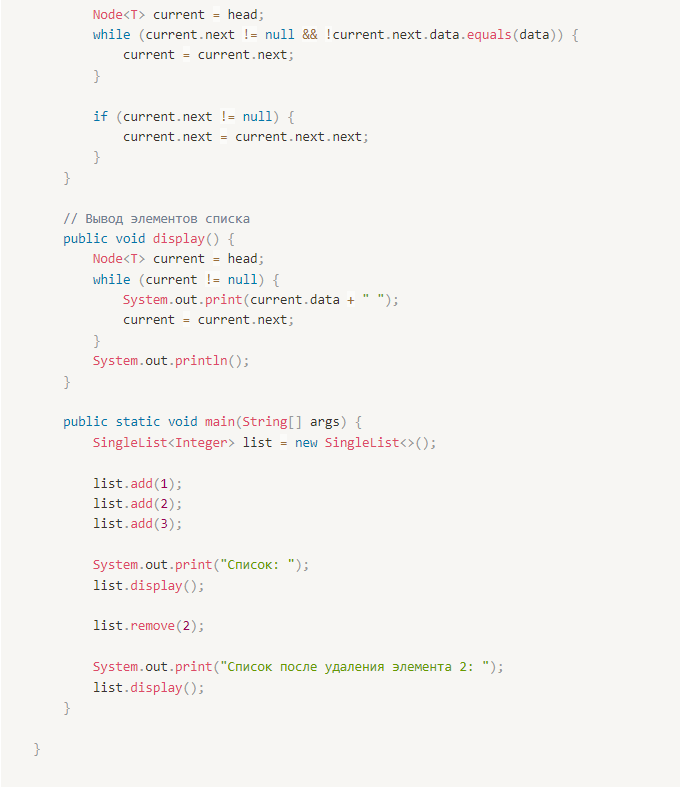 Node<T> current = head;
while (current.next != null && !current.next.data.equals(data)) {
current = current.next;
}
if (current.next != null) {
current.next = current.next.next;
}
}
// Вывод элементов списка
public void display() {
Node<T> current = head;
while (current != null) {
System.out.print(current.data + " ");
current = current.next;
}
System.out.println();
}
public static void main(String[] args) {
SingleList<Integer> list = new SingleList<>();
list.add(1);
list.add(2);
list.add(3);
System.out.print("Список: ");
list.display();
list.remove(2);
System.out.print("Список после удаления элемента 2: ");
list.display();
}
}